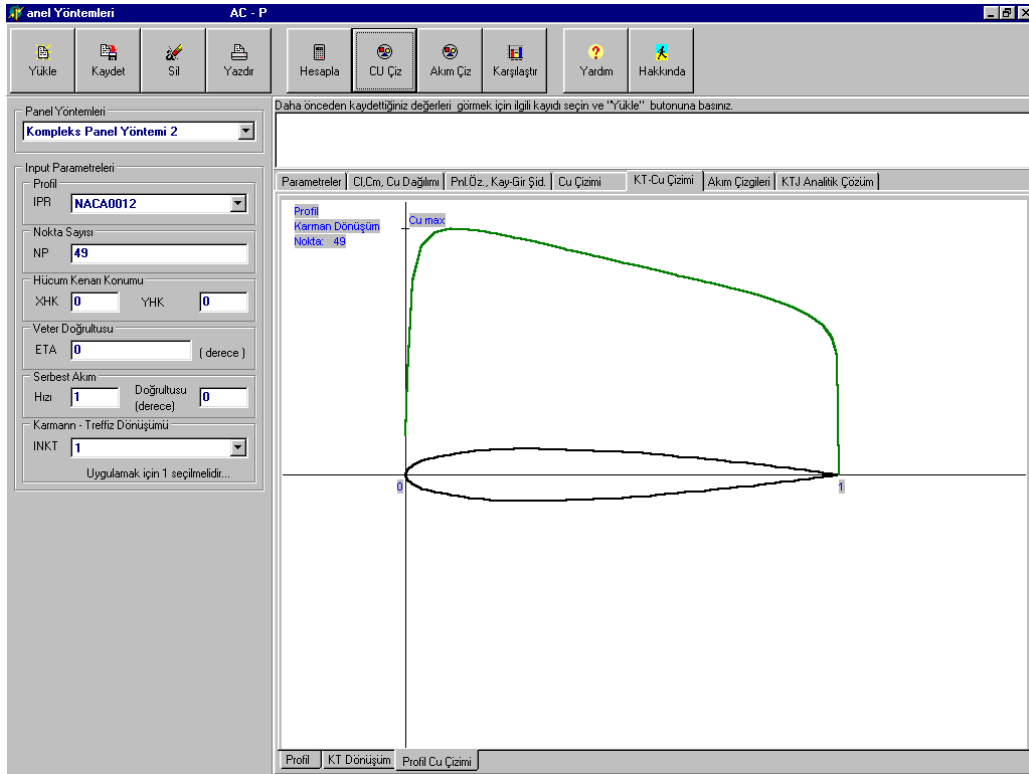 anel Yöntemleri AC - P
Yükle Kaydet Sil Yazdır Hesapla CU Çiz Akım Çiz Karşılaştır Yardım Hakkında
Panel Yöntemleri
Kompleks Panel Yöntemi 2
Input Parametreleri
Profil
IPR NACA0012
Nokta Sayısı
NP 49
Hücum Kenarı Konumu
XHK 0 YHK 0
Veter Doğrultusu
ETA 0 ( derece )
Serbest Akım
Hızı 1 Doğrultusu (derece) 0
Karmann - Treffiz Dönüşümü
INKT 1
Uygulamak için 1 seçilmelidir...
Daha önceden kaydettiğiniz değerleri görmek için ilgili kayıdı seçin ve "Yükle" butonuna basınız.
Parametreler Cl,Cm, Cu Dağılımı Pnl.Öz., Kay-Gir Şid. Cu Çizimi KT-Cu Çizimi Akım Çizgileri KTJ Analitik Çözüm
Profil
Karman Dönüşüm
Nokta: 49
Cu max
0
1
Profil KT Dönüşüm Profil Cu Çizimi